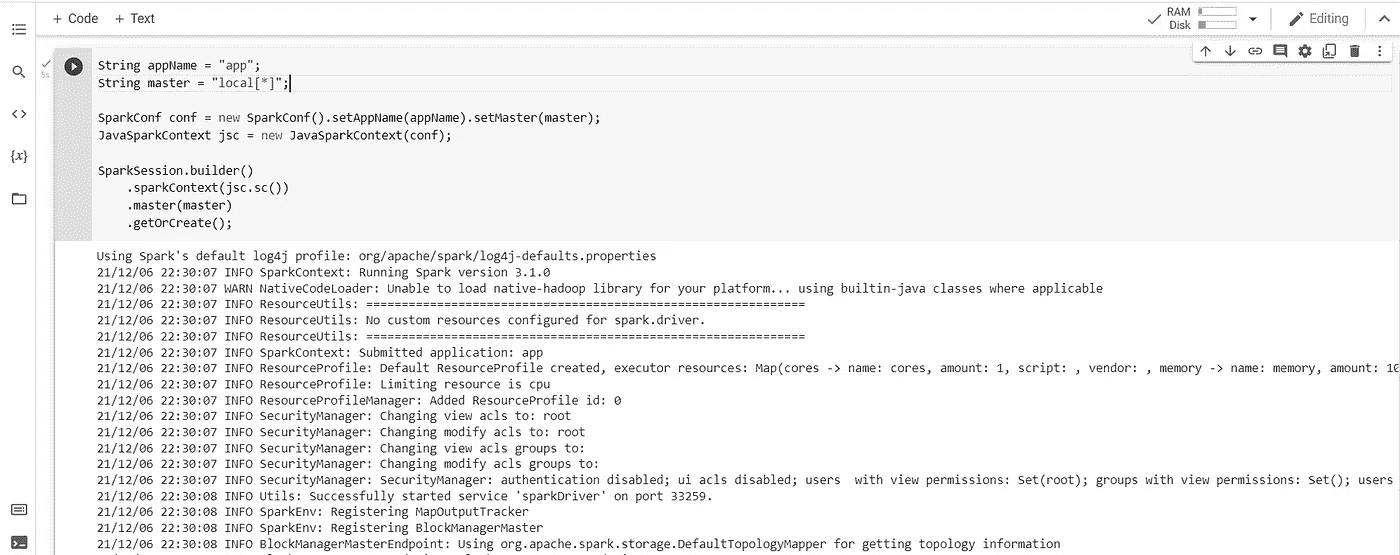 + Code + Text
RAM
Disk
Editing
5s
String appName = "app";
String master = "local[*]";
SparkConf conf = new SparkConf().setAppName(appName).setMaster(master);
JavaSparkContext jsc = new JavaSparkContext(conf);
SparkSession.builder()
.sparkContext(jsc.sc())
.master(master)
.getOrCreate();
Using Spark's default log4j profile: org/apache/spark/log4j-defaults.properties
21/12/06 22:30:07 INFO SparkContext: Running Spark version 3.1.0
21/12/06 22:30:07 WARN NativeCodeLoader: Unable to load native-hadoop library for your platform... using builtin-java classes where applicable
21/12/06 22:30:07 INFO ResourceUtils: ==============================================================
21/12/06 22:30:07 INFO ResourceUtils: No custom resources configured for spark.driver.
21/12/06 22:30:07 INFO ResourceUtils: ==============================================================
21/12/06 22:30:07 INFO SparkContext: Submitted application: app
21/12/06 22:30:07 INFO ResourceProfile: Default ResourceProfile created, executor resources: Map(cores -> name: cores, amount: 1, script: , vendor: , memory -> name: memory, amount: 10
21/12/06 22:30:07 INFO ResourceProfile: Limiting resource is cpu
21/12/06 22:30:07 INFO ResourceProfileManager: Added ResourceProfile id: 0
21/12/06 22:30:07 INFO SecurityManager: Changing view acls to: root
21/12/06 22:30:07 INFO SecurityManager: Changing modify acls to: root
21/12/06 22:30:07 INFO SecurityManager: Changing view acls groups to:
21/12/06 22:30:07 INFO SecurityManager: Changing modify acls groups to:
21/12/06 22:30:07 INFO SecurityManager: SecurityManager: authentication disabled; ui acls disabled; users  with view permissions: Set(root); groups with view permissions: Set(); users
21/12/06 22:30:08 INFO Utils: Successfully started service 'sparkDriver' on port 33259.
21/12/06 22:30:08 INFO SparkEnv: Registering MapOutputTracker
21/12/06 22:30:08 INFO SparkEnv: Registering BlockManagerMaster
21/12/06 22:30:08 INFO BlockManagerMasterEndpoint: Using org.apache.spark.storage.DefaultTopologyMapper for getting topology information